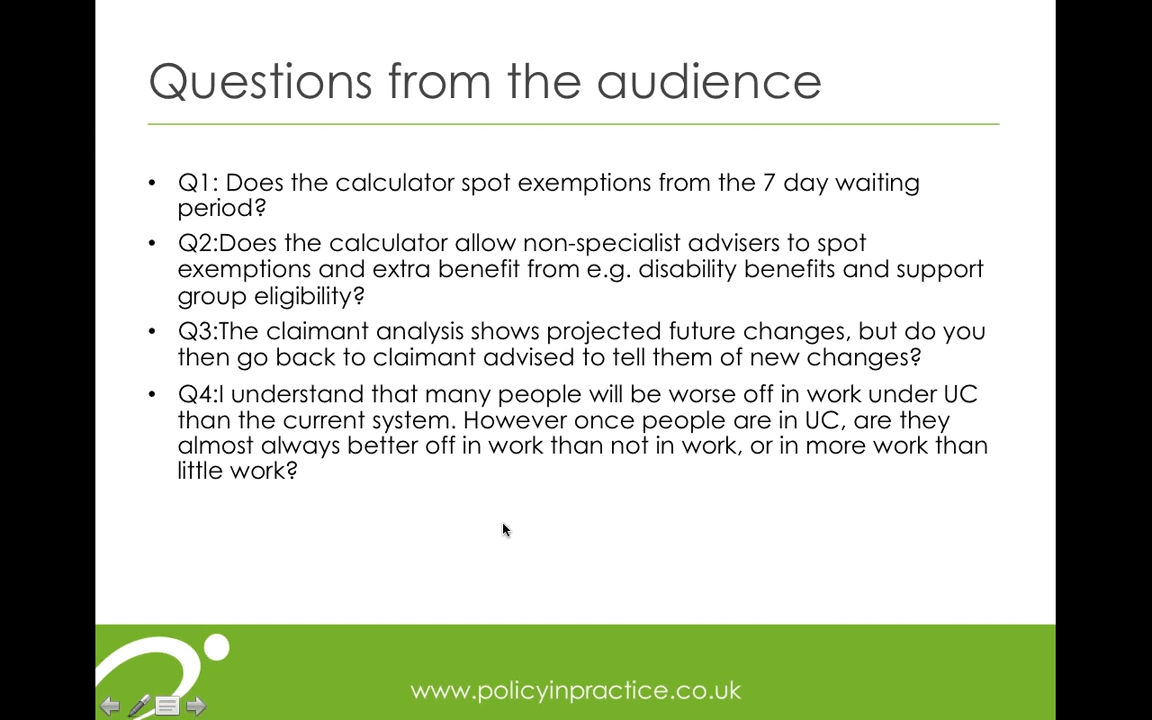 Questions from the audience
• Q1: Does the calculator spot exemptions from the 7 day waiting
period?
• Q2:Does the calculator allow non-specialist advisers to spot
exemptions and extra benefit from e.g. disability benefits and support
group eligibility?
• Q3:The claimant analysis shows projected future changes, but do you
then go back to claimant advised to tell them of new changes?
• Q4:I understand that many people will be worse off in work under UC
than the current system. However once people are in UC, are they
almost always better off in work than not in work, or in more work than
little work?
www.policyinpractice.co.uk